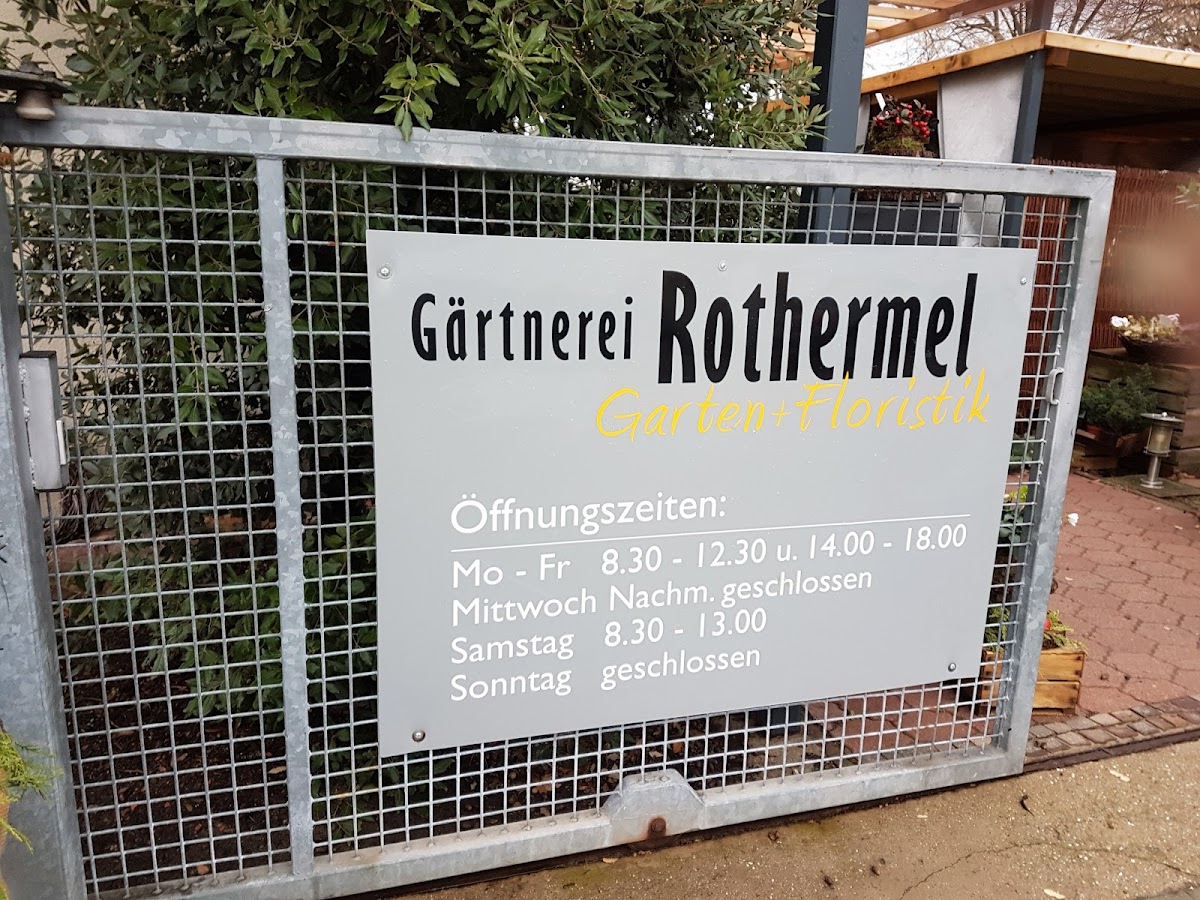 Gärtnerei Rothermel
Garten+Floristik
Öffnungszeiten:
Mo - Fr 8.30 - 12.30 u. 14.00 - 18.00
Mittwoch Nachm. geschlossen
Samstag 8.30 - 13.00
Sonntag geschlossen